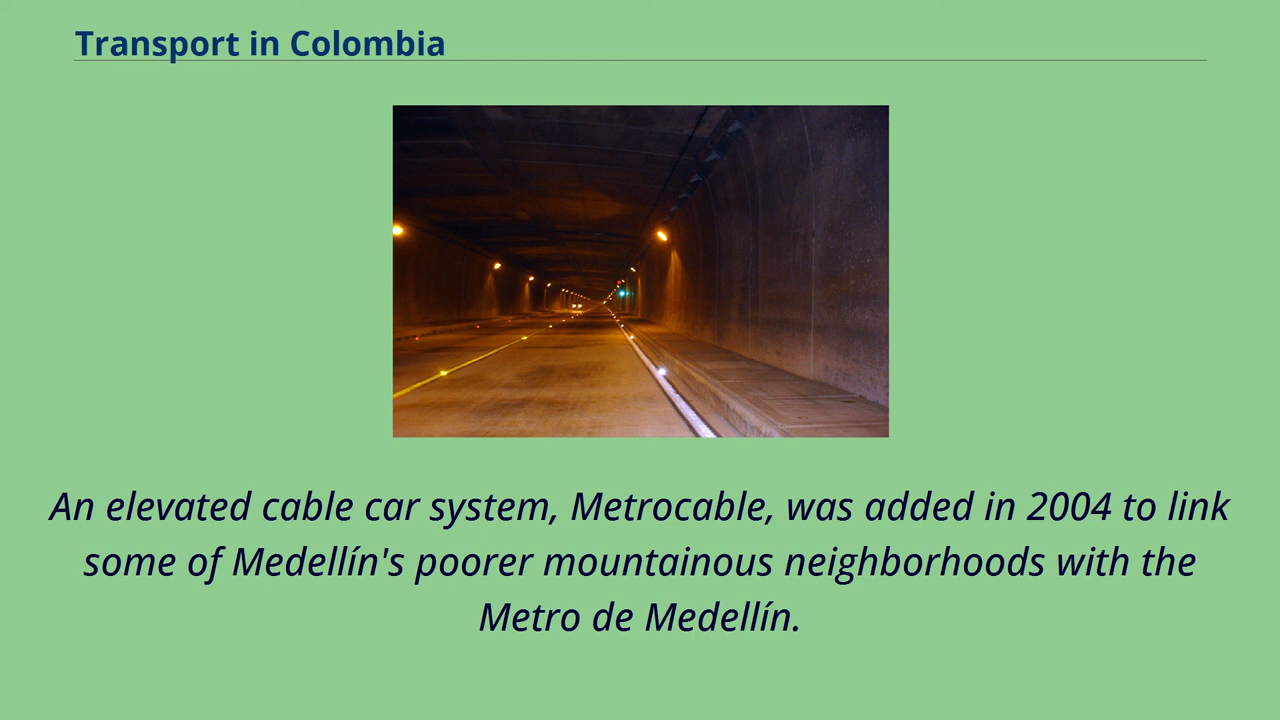 Transport in Colombia
An elevated cable car system, Metrocable, was added in 2004 to link
some of Medellín's poorer mountainous neighborhoods with the
Metro de Medellín.